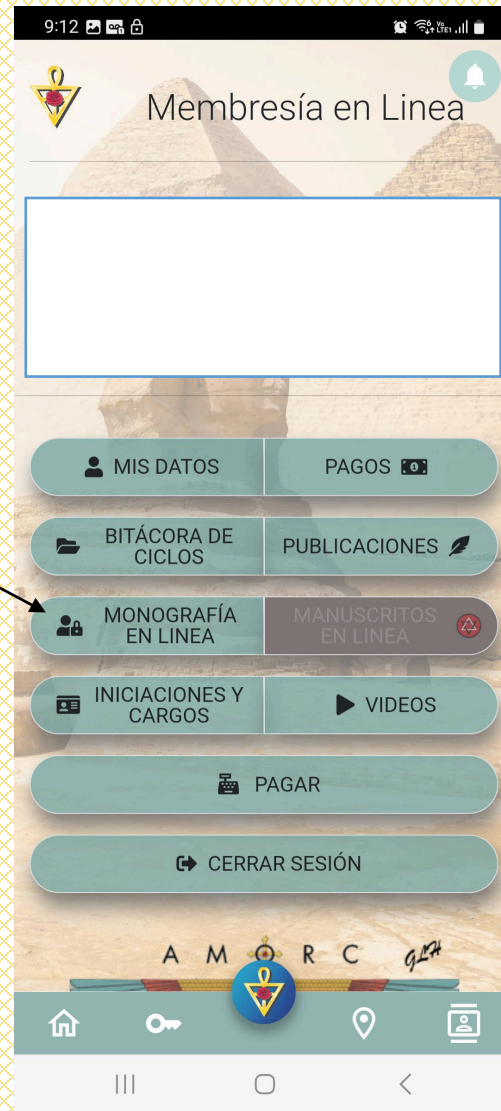 9:12
Membresía en Linea
MIS DATOS
PAGOS
BITÁCORA DE
CICLOS
PUBLICACIONES
MONOGRAFÍA
EN LINEA
MANUSCRITOS
EN LINEA
INICIACIONES Y
CARGOS
VIDEOS
PAGAR
CERRAR SESIÓN
A M O R C GLH